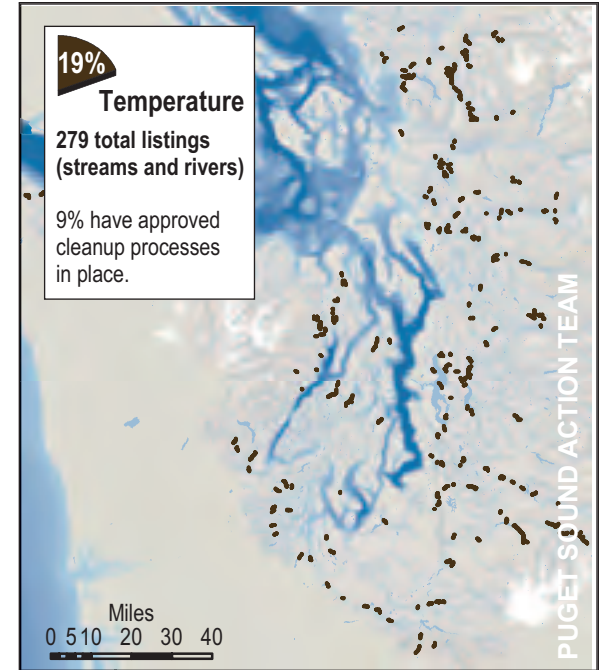 19%
Temperature
279 total listings
(streams and rivers)
9% have approved
cleanup processes
in place.
PUGET SOUND ACTION TEAM
Miles
0 5 10 20 30 40